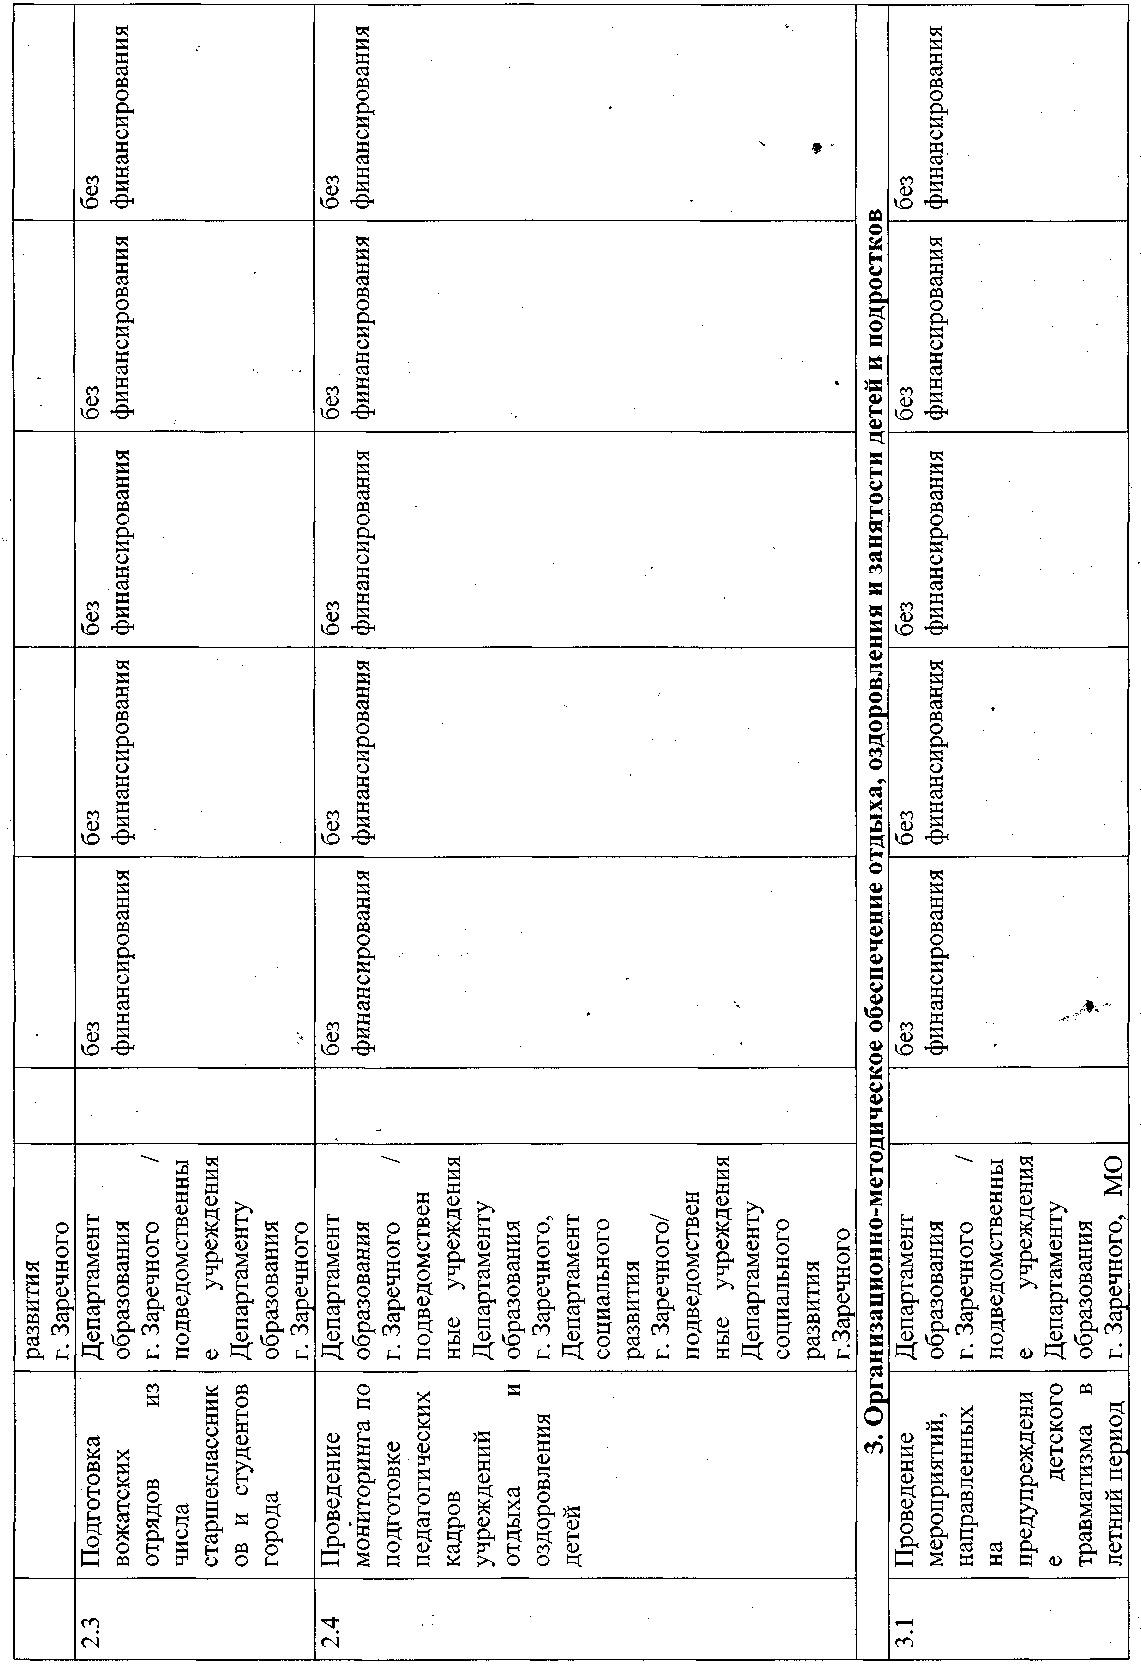 развития
г. Заречного
2.3
Подготовка
вожатских
отрядов из
числа
старшеклассник
ов и студентов
города
Департамент
образования
г. Заречного /
подведомственны
е учреждения
Департаменту
образования
г. Заречного
без
финансирования
без
финансирования
без
финансирования
без
финансирования
без
финансирования
2.4
Проведение
мониторинга по
подготовке
педагогических
кадров
учреждений
отдыха и
оздоровления
детей
Департамент
образования
г. Заречного /
подведомствен
ные учреждения
Департаменту
образования
г. Заречного,
Департамент
социального
развития
г. Заречного/
подведомствен
ные учреждения
Департаменту
социального
развития
г.Заречного
без
финансирования
без
финансирования
без
финансирования
без
финансирования
без
финансирования
3. Организационно-методическое обеспечение отдыха, оздоровления и занятости детей и подростков
3.1
Проведение
мероприятий,
направленных
на
предупреждени
е детского
травматизма в
летний период
Департамент
образования
г. Заречного /
подведомственны
е учреждения
Департаменту
образования
г. Заречного, МО
без
финансирования
без
финансирования
без
финансирования
без
финансирования
без
финансирования